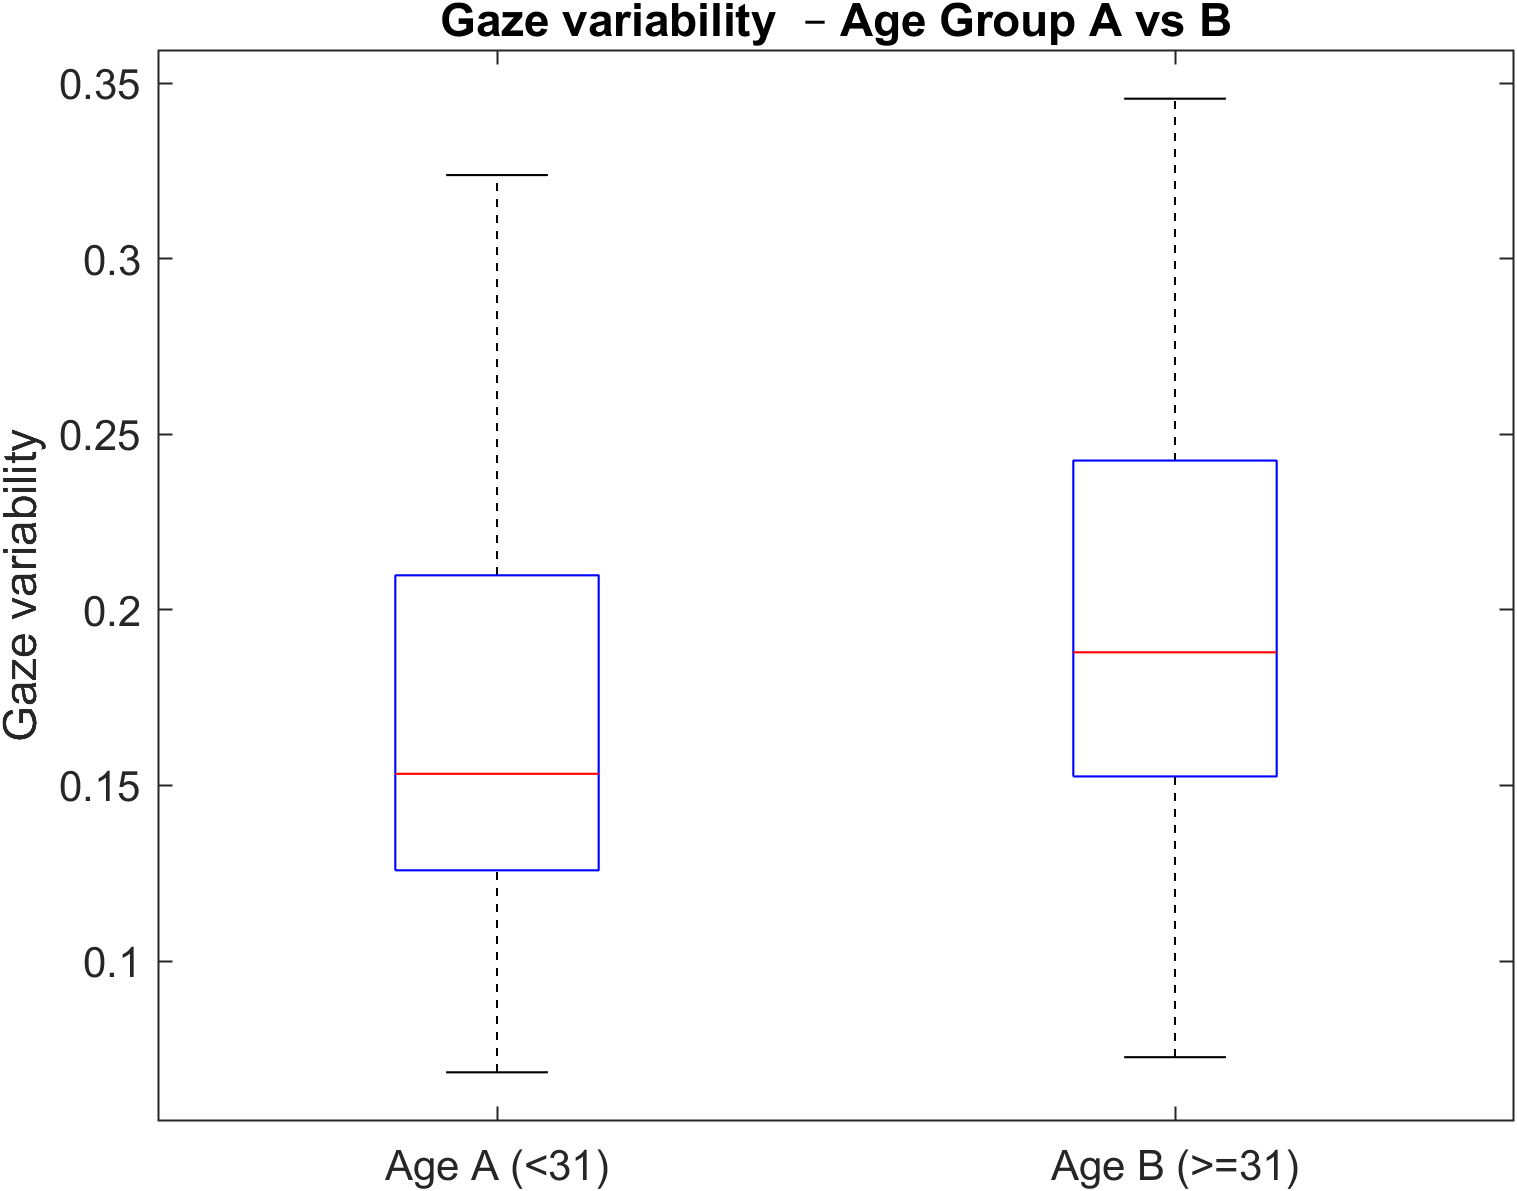 Gaze variability – Age Group A vs B
0.35
0.3
0.25
0.2
0.15
0.1
Gaze variability
Age A (<31)
Age B (>=31)